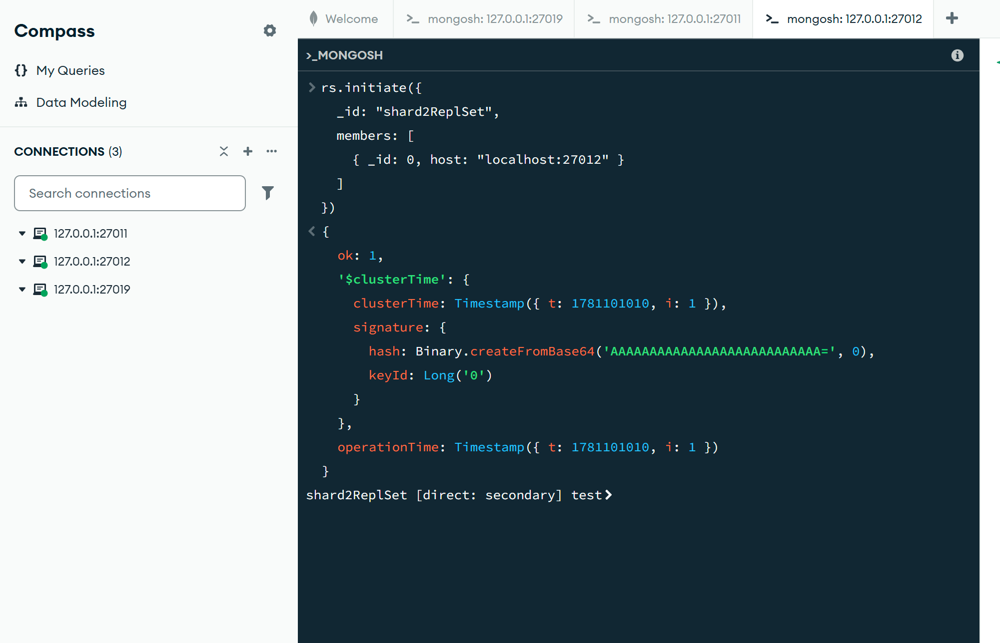 Compass
My Queries
Data Modeling
CONNECTIONS (3)
Search connections
127.0.0.1:27011
127.0.0.1:27012
127.0.0.1:27019
Welcome
>_ mongosh: 127.0.0.1:27019
>_ mongosh: 127.0.0.1:27011
>_ mongosh: 127.0.0.1:27012
>_MONGOSH
> rs.initiate({
_id: "shard2ReplSet",
members: [
{ _id: 0, host: "localhost:27012" }
]
})
< {
ok: 1,
'$clusterTime': {
clusterTime: Timestamp({ t: 1781101010, i: 1 }),
signature: {
hash: Binary.createFromBase64('AAAAAAAAAAAAAAAAAAAAAAAAAAA=', 0),
keyId: Long('0')
}
},
operationTime: Timestamp({ t: 1781101010, i: 1 })
}
shard2ReplSet [direct: secondary] test>